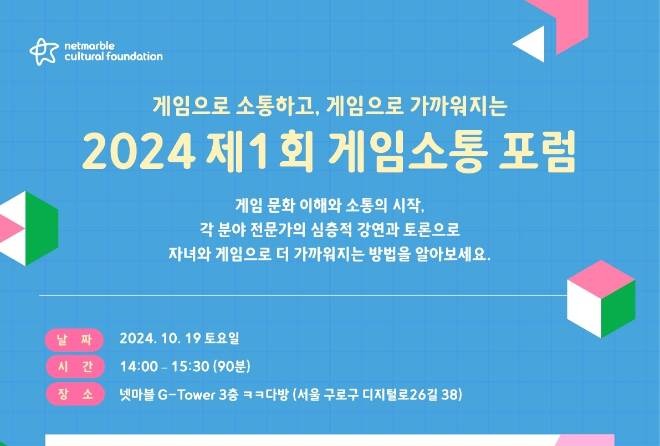 netmarble
cultural foundation
게임으로 소통하고, 게임으로 가까워지는
2024 제1회 게임소통 포럼
게임 문화 이해와 소통의 시작,
각 분야 전문가의 심층적 강연과 토론으로
자녀와 게임으로 더 가까워지는 방법을 알아보세요.
날 짜 2024. 10. 19 토요일
시 간 14:00 - 15:30 (90분)
장 소 넷마블 G-Tower 3층 ㅋㅋ다방 (서울 구로구 디지털로26길 38)